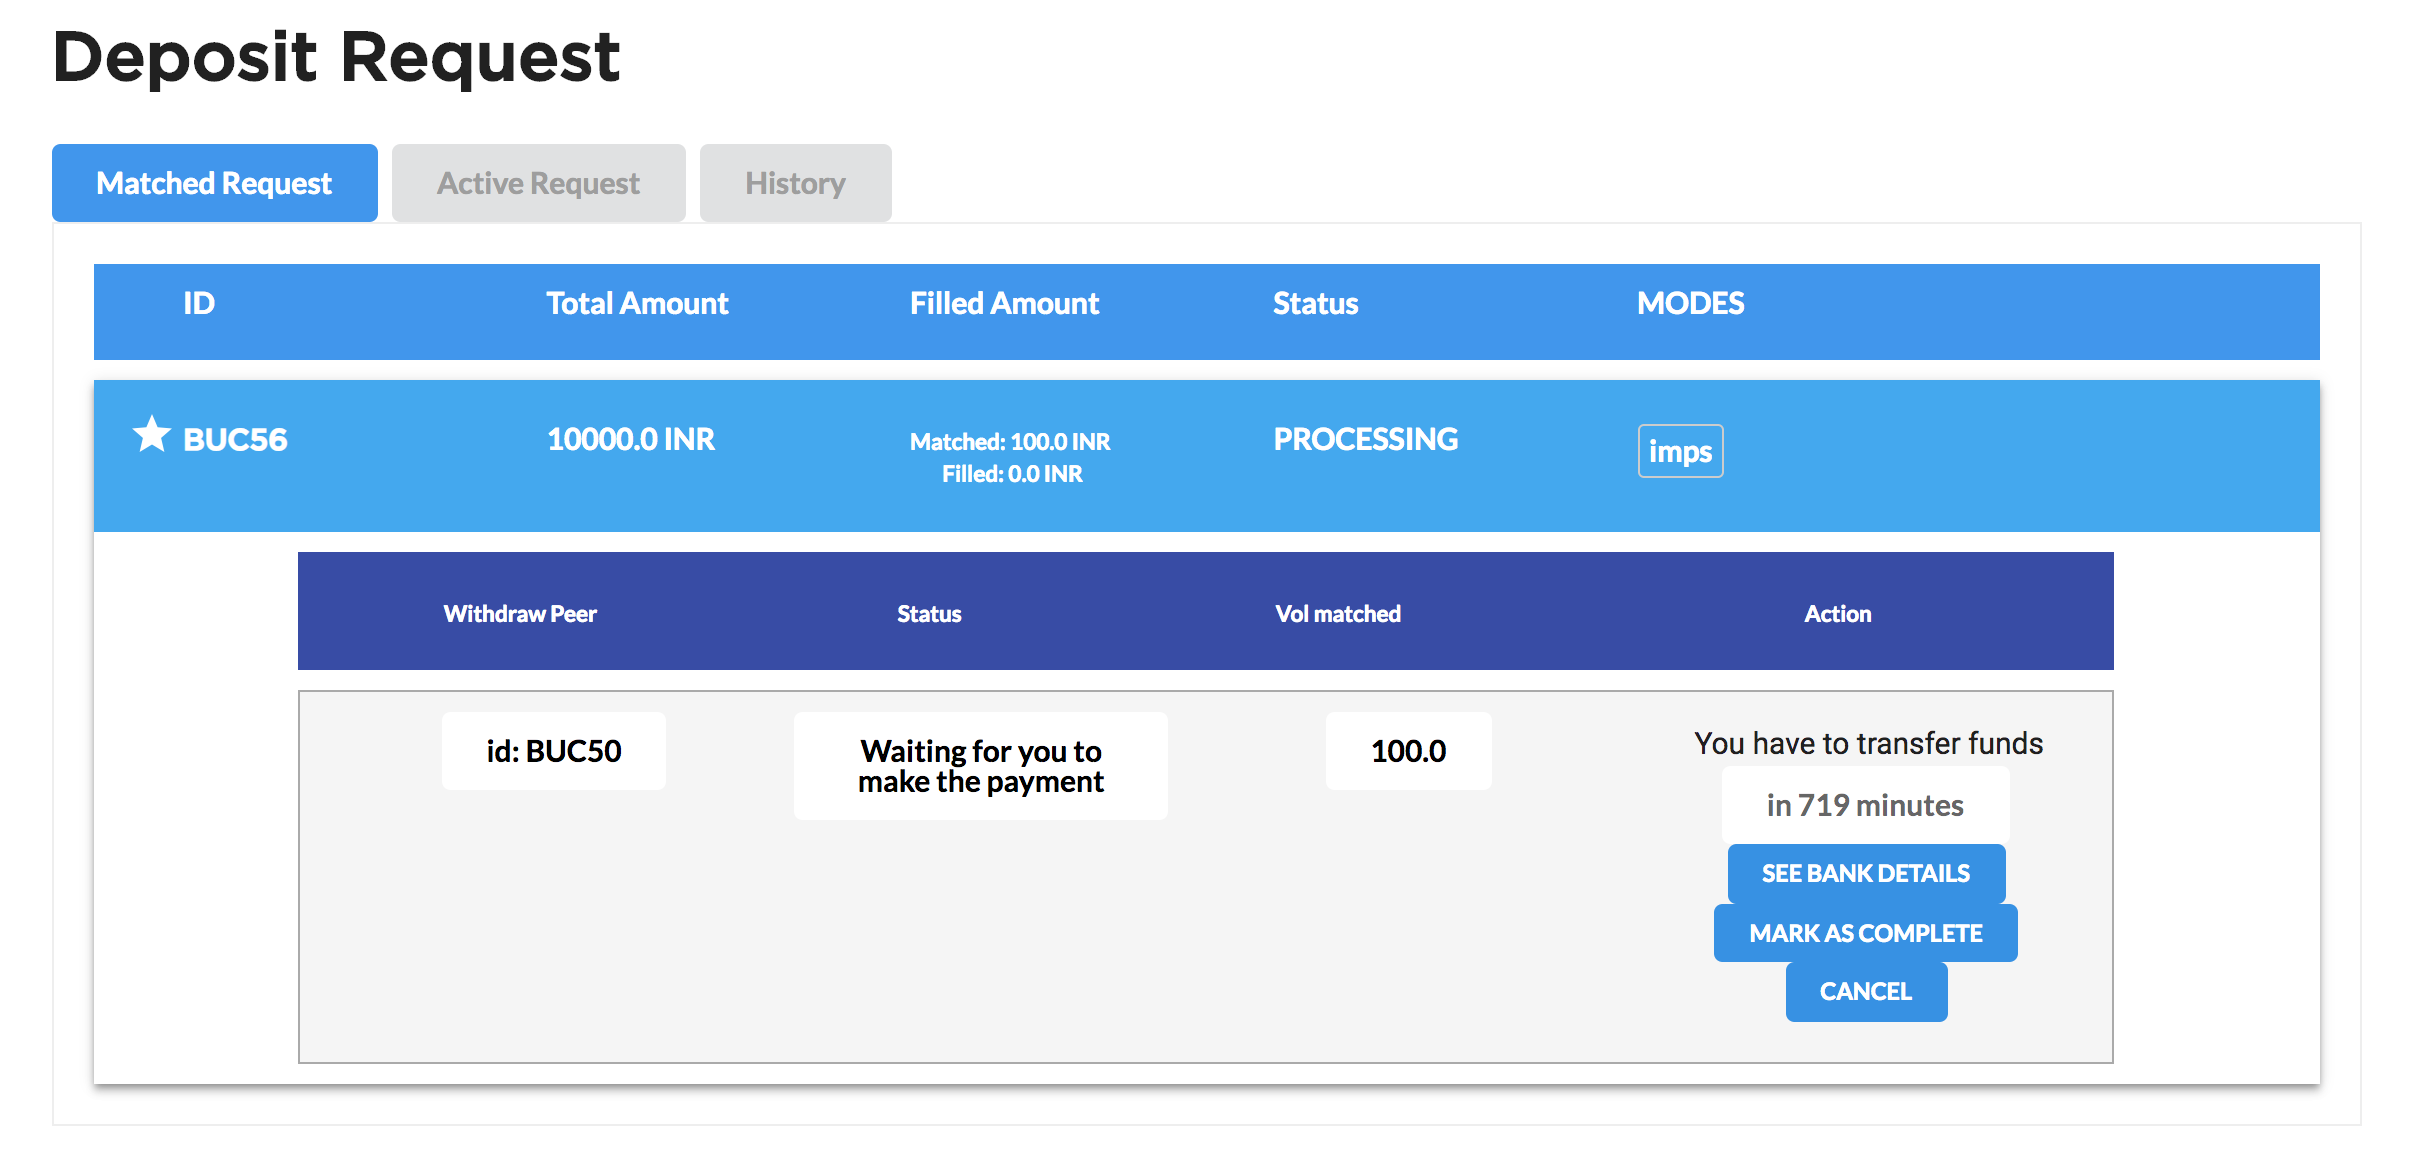 Deposit Request
Matched Request Active Request History
ID Total Amount Filled Amount Status MODES
BUC56 10000.0 INR Matched: 100.0 INR PROCESSING imps
Filled: 0.0 INR
Withdraw Peer Status Vol matched Action
id: BUC50 Waiting for you to 100.0 You have to transfer funds
make the payment
in 719 minutes
SEE BANK DETAILS
MARK AS COMPLETE
CANCEL